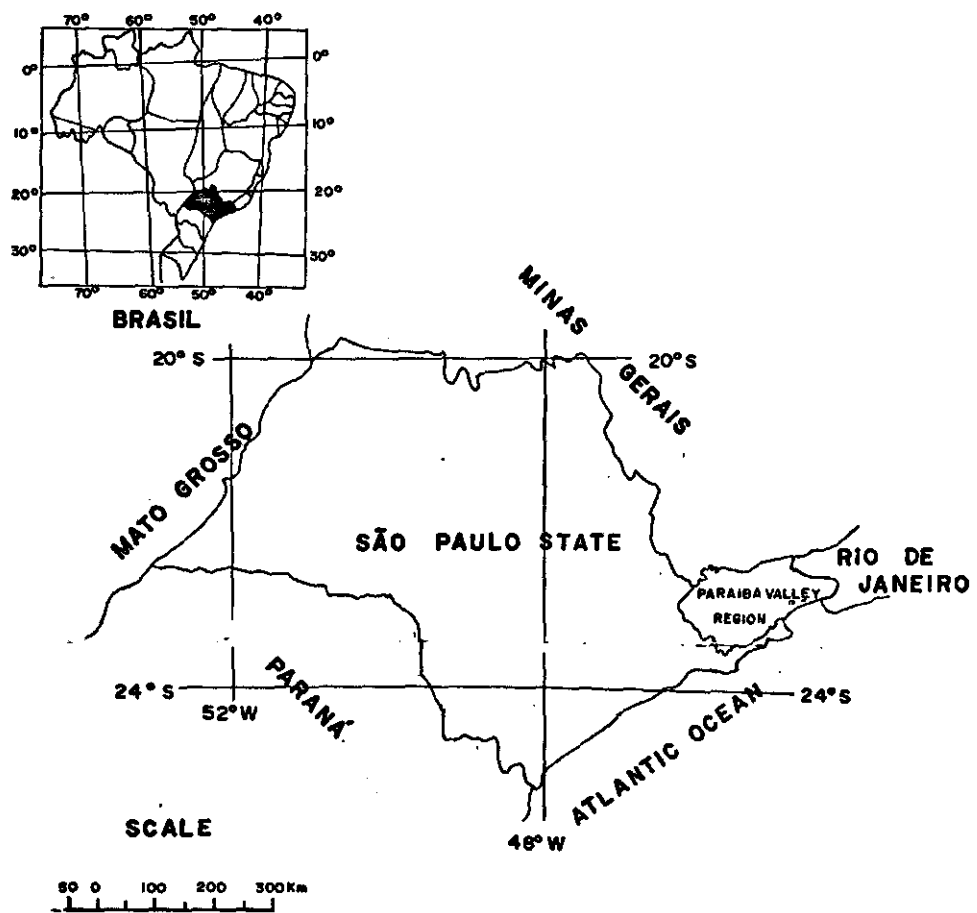 70° 50° 40°
0° 0°
10° 10°
20° 20°
30° 30°
70° 60° 50° 40°
BRASIL
MINAS
GERAIS
20° S 20° S
MATO GROSSO
SÃO PAULO STATE
RIO DE
JANEIRO
PARAIBA VALLEY
REGION
PARANÁ
24° S 24° S
52° W
ATLANTIC OCEAN
48° W
SCALE
50 0 100 200 300 Km